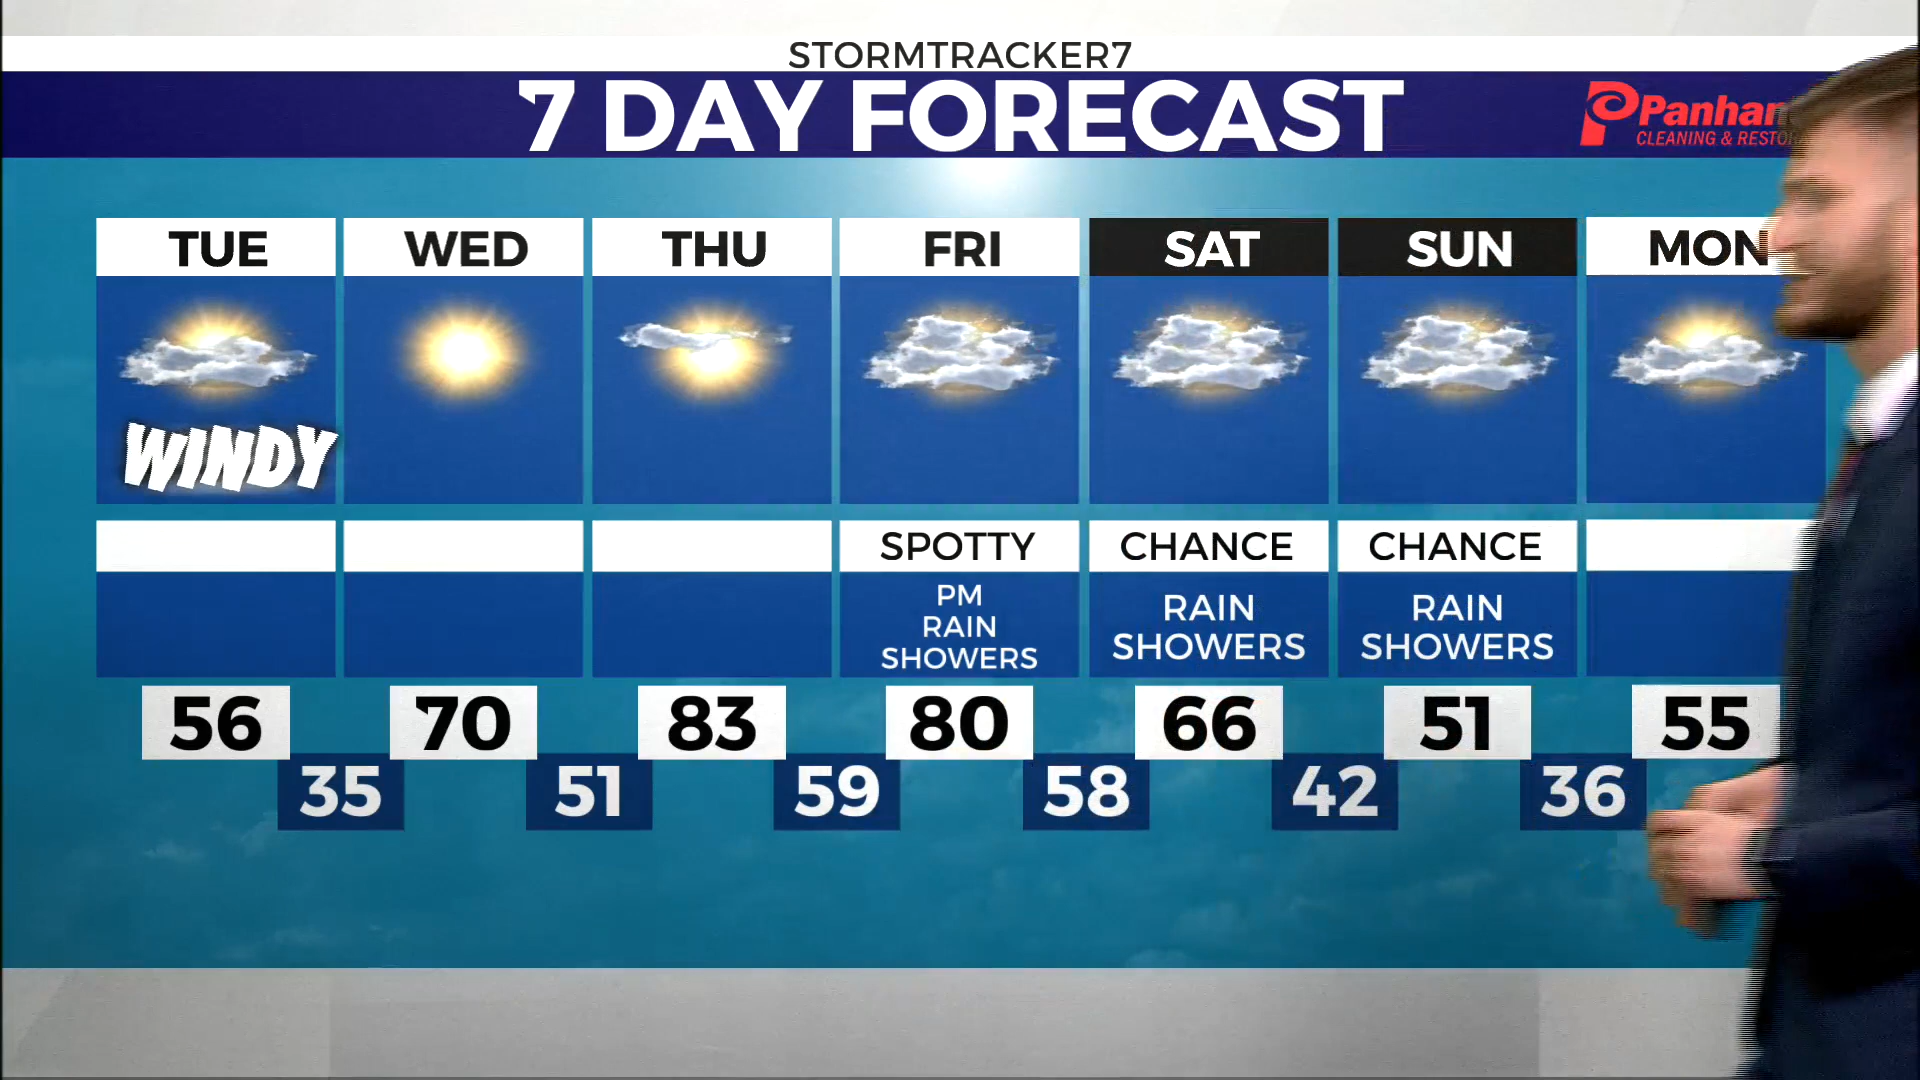 STORMTRACKER7
7 DAY FORECAST
CLEANING &
TUE WED THU FRI SAT SUN MON
WINDY
SPOTTY CHANCE CHANCE
PM RAIN SHOWERS
RAIN SHOWERS
RAIN SHOWERS
56 70 83 80 66 51 55
35 51 59 58 42 36